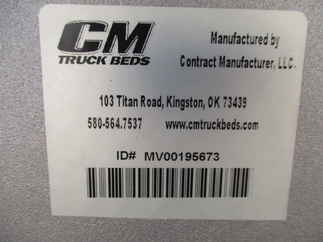 CM
TRUCK BEDS
Manufactured by
Contract Manufacturer, LLC.
103 Titan Road, Kingston, OK 73439
580-564.7537 www.cmtruckbeds.com
ID# MV00195673